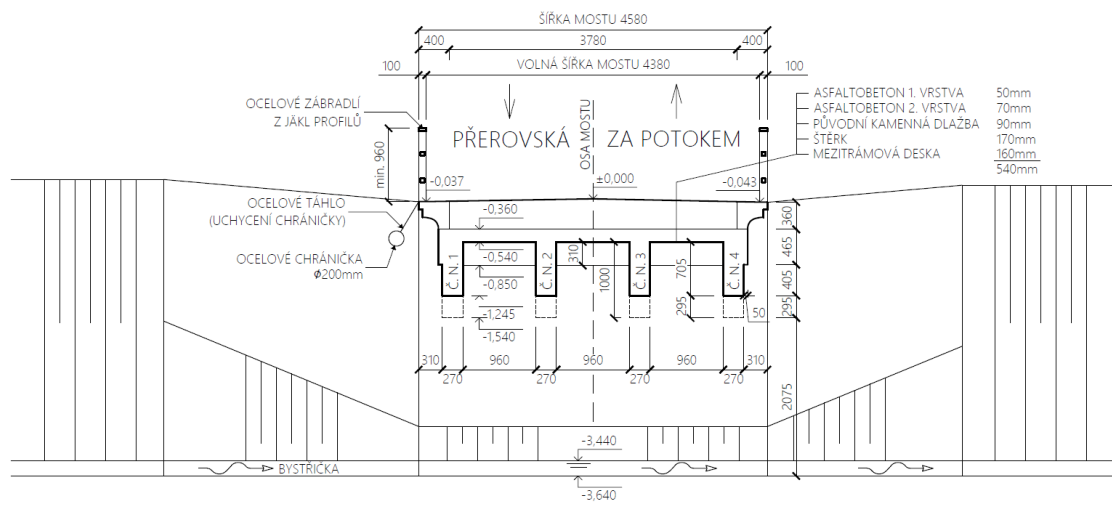 ŠÍŘKA MOSTU 4580
400 3780 400
100 VOLNÁ ŠÍŘKA MOSTU 4380 100
OCELOVÉ ZÁBRADLÍ
Z JÄKL PROFILŮ
ASFALTOBETON 1. VRSTVA 50mm
ASFALTOBETON 2. VRSTVA 70mm
PŮVODNÍ KAMENNÁ DLAŽBA 90mm
ŠTĚRK 170mm
MEZITRÁMOVÁ DESKA 160mm
540mm
PŘEROVSKÁ
ZA POTOKEM
OSA MOSTU
min. 960
-0,037
±0,000
-0,043
OCELOVÉ TÁHLO
(UCHYCENÍ CHRÁNIČKY)
OCELOVÉ CHRÁNIČKA
ϕ200mm
-0,360
-0,540
-0,850
-1,245
-1,540
Č.N.1
Č.N.2
Č.N.3
Č.N.4
310
1000
705
295
50
360
465
405
295
2075
310 960 960 960 310
270 270 270 270
-3,440
BYSTŘIČKA
-3,640